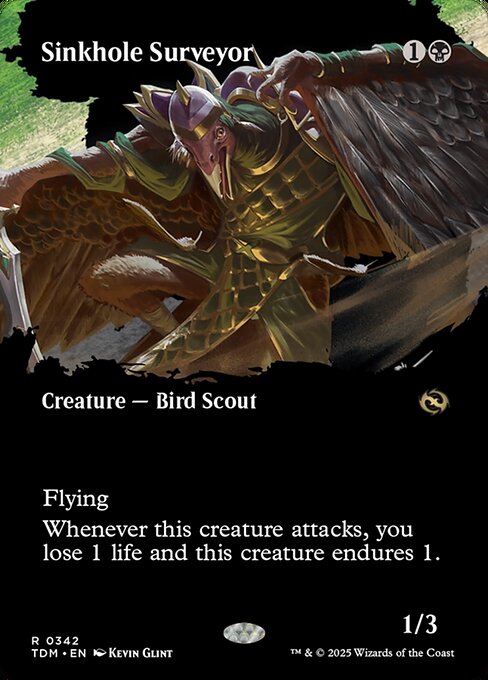 Sinkhole Surveyor 1
Creature — Bird Scout
Flying
Whenever this creature attacks, you
lose 1 life and this creature endures 1.
1/3
R 0342
TDM • EN Kevin Glint
™ & © 2025 Wizards of the Coast